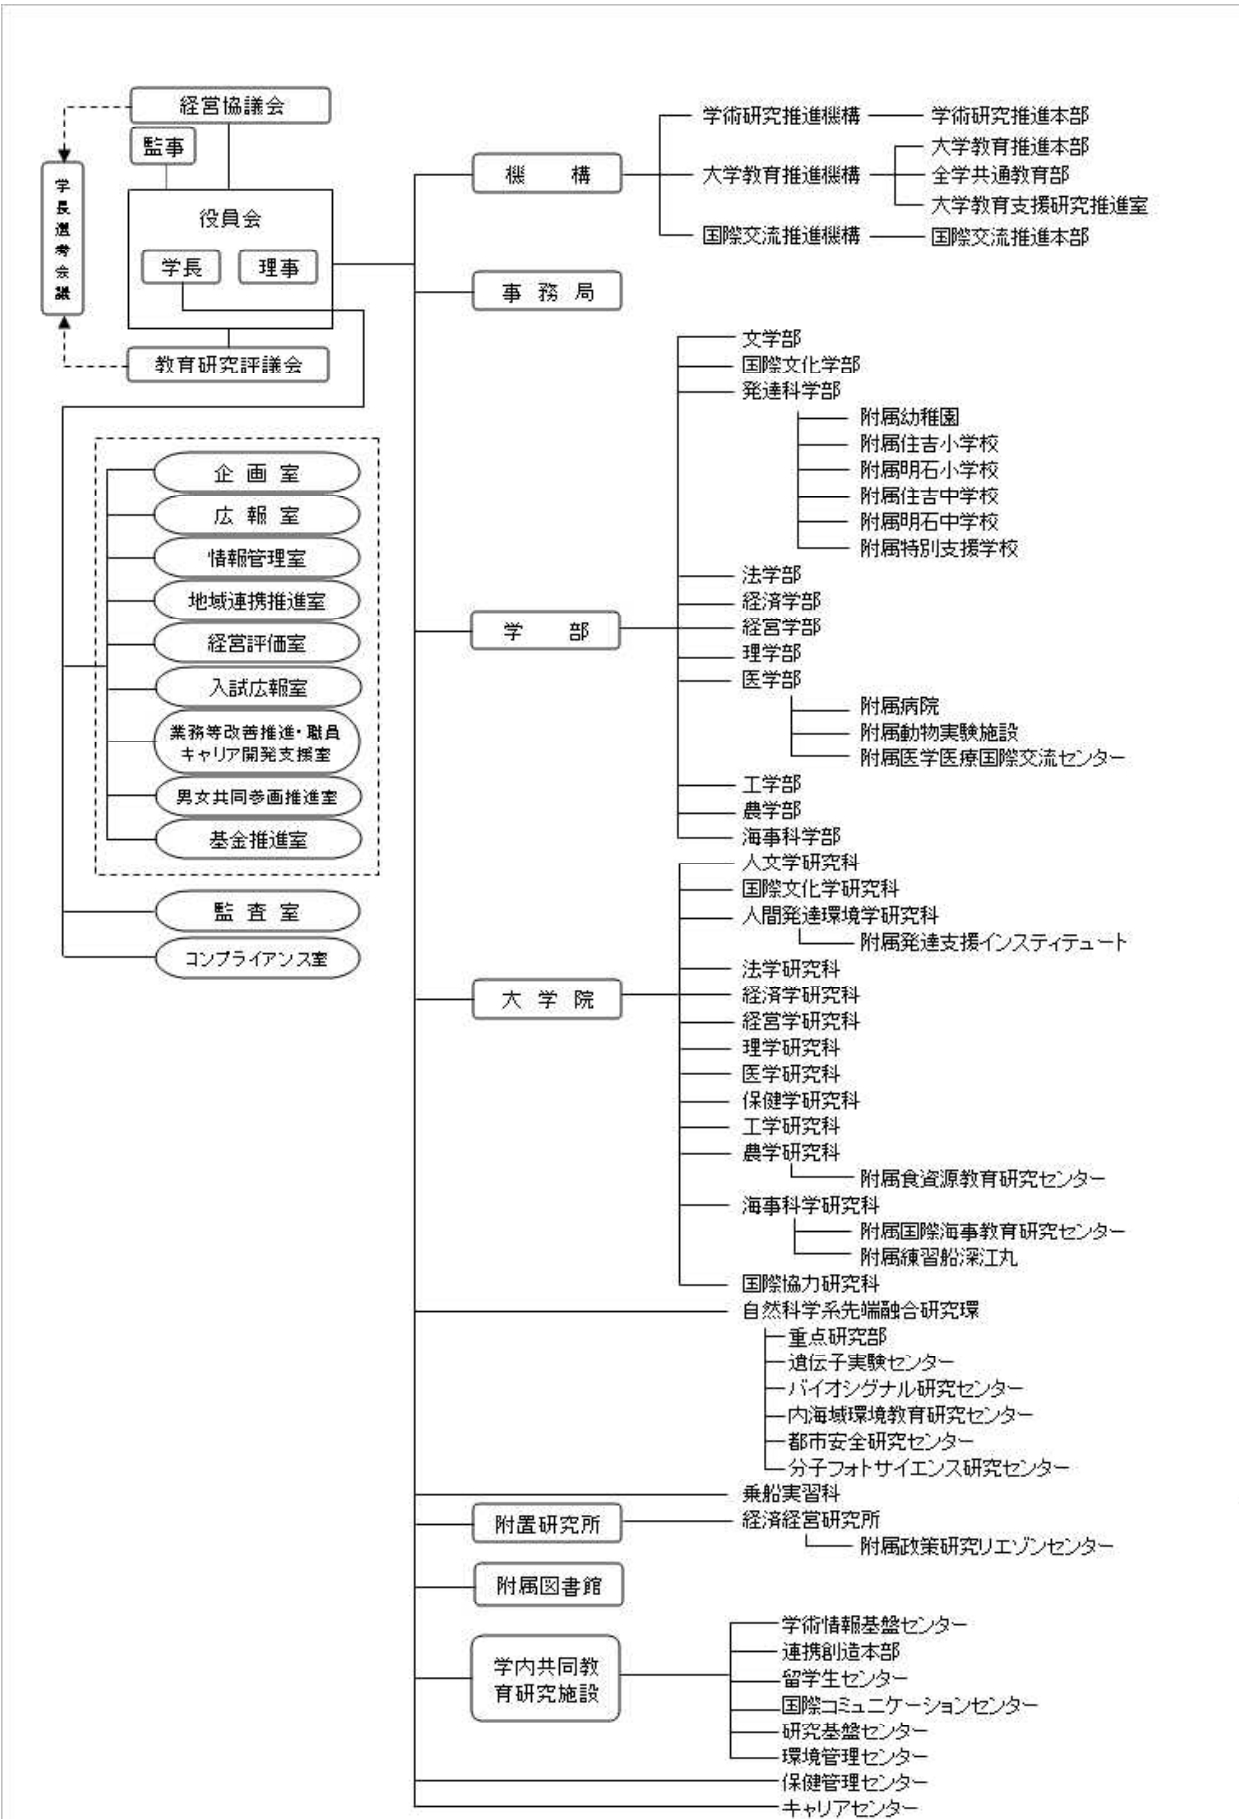 経営協議会
監事
学長選考会議
役員会
学長
理事
教育研究評議会
企画室
広報室
情報管理室
地域連携推進室
経営評価室
入試広報室
業務等改善推進・職員
キャリア開発支援室
男女共同参画推進室
基金推進室
監査室
コンプライアンス室
機構
学術研究推進機構
学術研究推進本部
大学教育推進機構
大学教育推進本部
全学共通教育部
大学教育支援研究推進室
国際交流推進機構
国際交流推進本部
事務局
学部
文学部
国際文化学部
発達科学部
附属幼稚園
附属住吉小学校
附属明石小学校
附属住吉中学校
附属明石中学校
附属特別支援学校
法学部
経済学部
経営学部
理学部
医学部
附属病院
附属動物実験施設
附属医学医療国際交流センター
工学部
農学部
海事科学部
大学院
人文学研究科
国際文化学研究科
人間発達環境学研究科
附属発達支援インスティテュート
法学研究科
経済学研究科
経営学研究科
理学研究科
医学研究科
保健学研究科
工学研究科
農学研究科
附属食資源教育研究センター
海事科学研究科
附属国際海事教育研究センター
附属練習船深江丸
国際協力研究科
自然科学系先端融合研究環
重点研究部
遺伝子実験センター
バイオシグナル研究センター
内海域環境教育研究センター
都市安全研究センター
分子フォトサイエンス研究センター
乗船実習科
附置研究所
経済経営研究所
附属政策研究リエゾンセンター
附属図書館
学内共同教
育研究施設
学術情報基盤センター
連携創造本部
留学生センター
国際コミュニケーションセンター
研究基盤センター
環境管理センター
保健管理センター
キャリアセンター